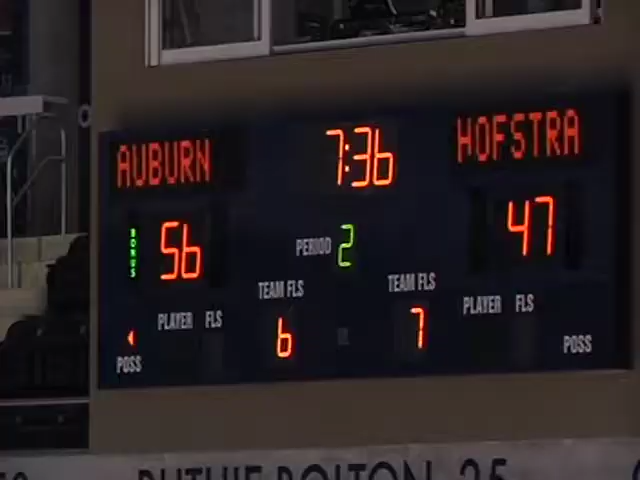 AUBURN 7:36 HOFSTRA
BONUS 56 PERIOD 2 47
TEAM FLS TEAM FLS
PLAYER FLS 6 7 PLAYER FLS
POSS POSS
RUTHIE BOLTON 25